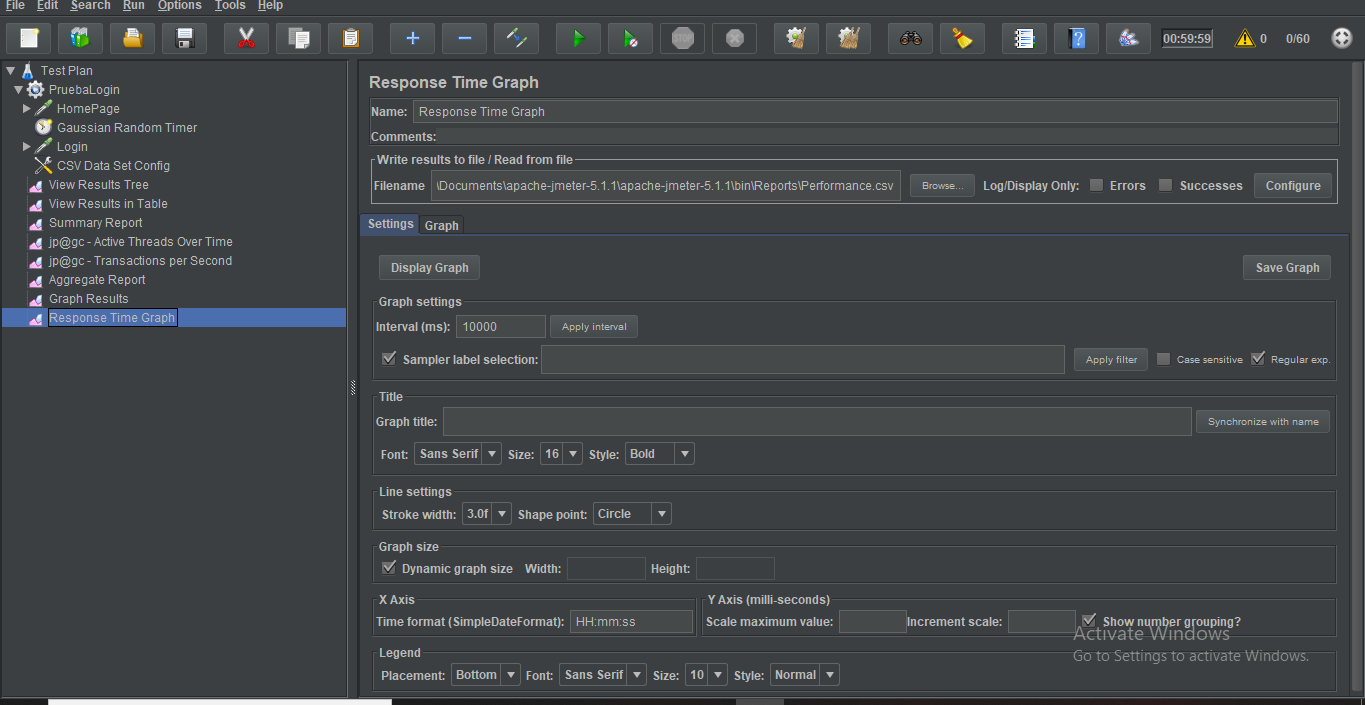 File Edit Search Run Options Tools Help
STOP STOP ? 00:59:59 0 0/60
Test Plan
PruebaLogin
HomePage
Gaussian Random Timer
Login
CSV Data Set Config
View Results Tree
View Results in Table
Summary Report
jp@gc - Active Threads Over Time
jp@gc - Transactions per Second
Aggregate Report
Graph Results
Response Time Graph
Response Time Graph
Name: Response Time Graph
Comments:
Write results to file / Read from file
Filename \Documents\apache-jmeter-5.1.1\apache-jmeter-5.1.1\bin\Reports\Performance.csv Browse... Log/Display Only: Errors Successes Configure
Settings Graph
Display Graph Save Graph
Graph settings
Interval (ms): 10000 Apply interval
Sampler label selection: Apply filter Case sensitive Regular exp.
Title
Graph title: Synchronize with name
Font: Sans Serif Size: 16 Style: Bold
Line settings
Stroke width: 3.0f Shape point: Circle
Graph size
Dynamic graph size Width: Height:
X Axis Y Axis (milli-seconds)
Time format (SimpleDateFormat): HH:mm:ss Scale maximum value: Increment scale: Show number grouping?
Activate Windows
Go to Settings to activate Windows.
Legend
Placement: Bottom Font: Sans Serif Size: 10 Style: Normal